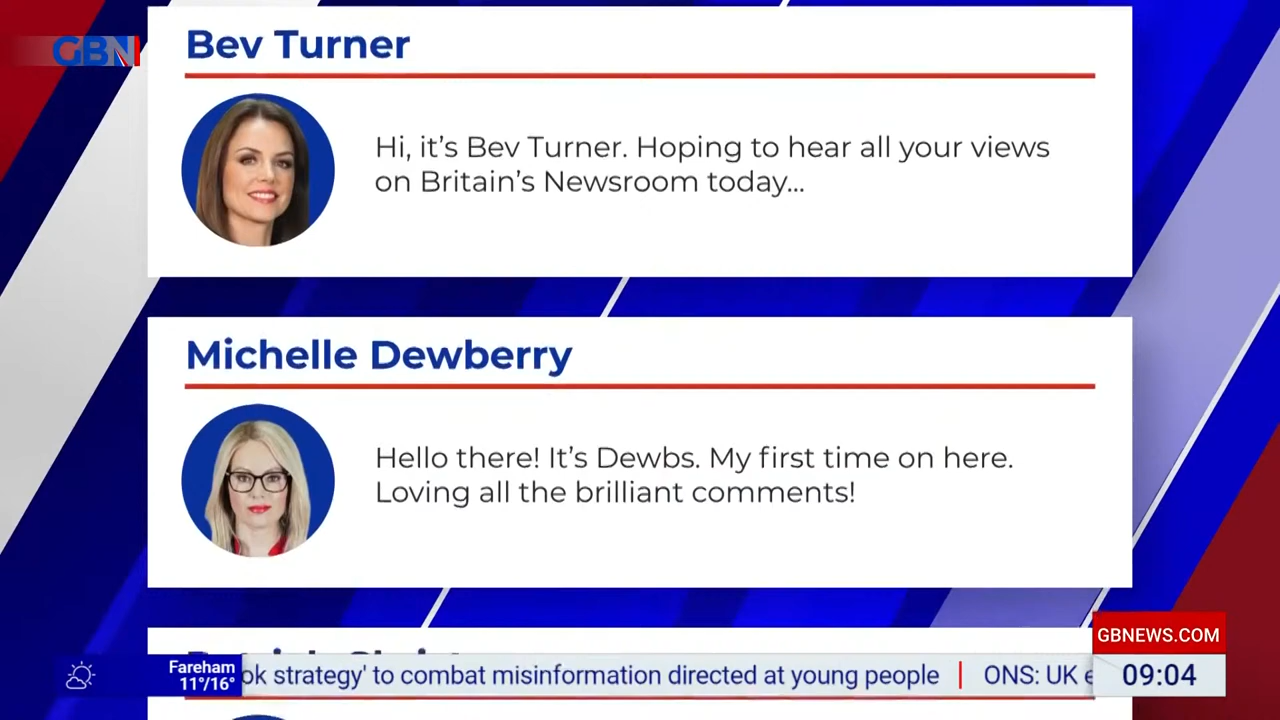 Bev Turner
GBN
Hi, it's Bev Turner. Hoping to hear all your views
on Britain's Newsroom today...
Michelle Dewberry
Hello there! It's Dewbs. My first time on here.
Loving all the brilliant comments!
GBNEWS.COM
Fareham
11°/16°
ok strategy' to combat misinformation directed at young people | ONS: UK
09:04